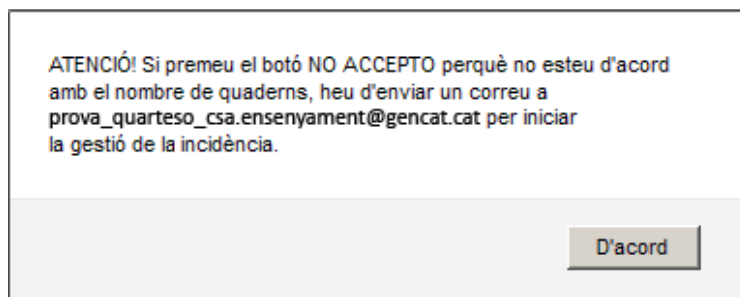 ATENCIÓ! Si premeu el botó NO ACCEPTO perquè no esteu d'acord
amb el nombre de quaderns, heu d'enviar un correu a
prova_quarteso_csa.ensenyament@gencat.cat per iniciar
la gestió de la incidència.
D'acord